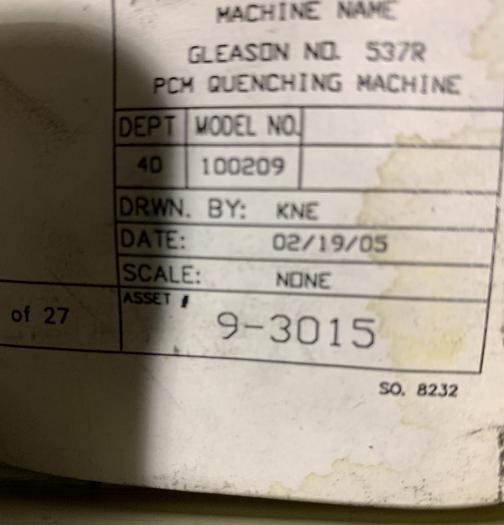 MACHINE NAME
GLEASON NO. 537R
PCM QUENCHING MACHINE
DEPT MODEL NO.
40 100209
DRWN. BY: KNE
DATE: 02/19/05
SCALE: NONE
ASSET #
of 27
9-3015
SO. 8232